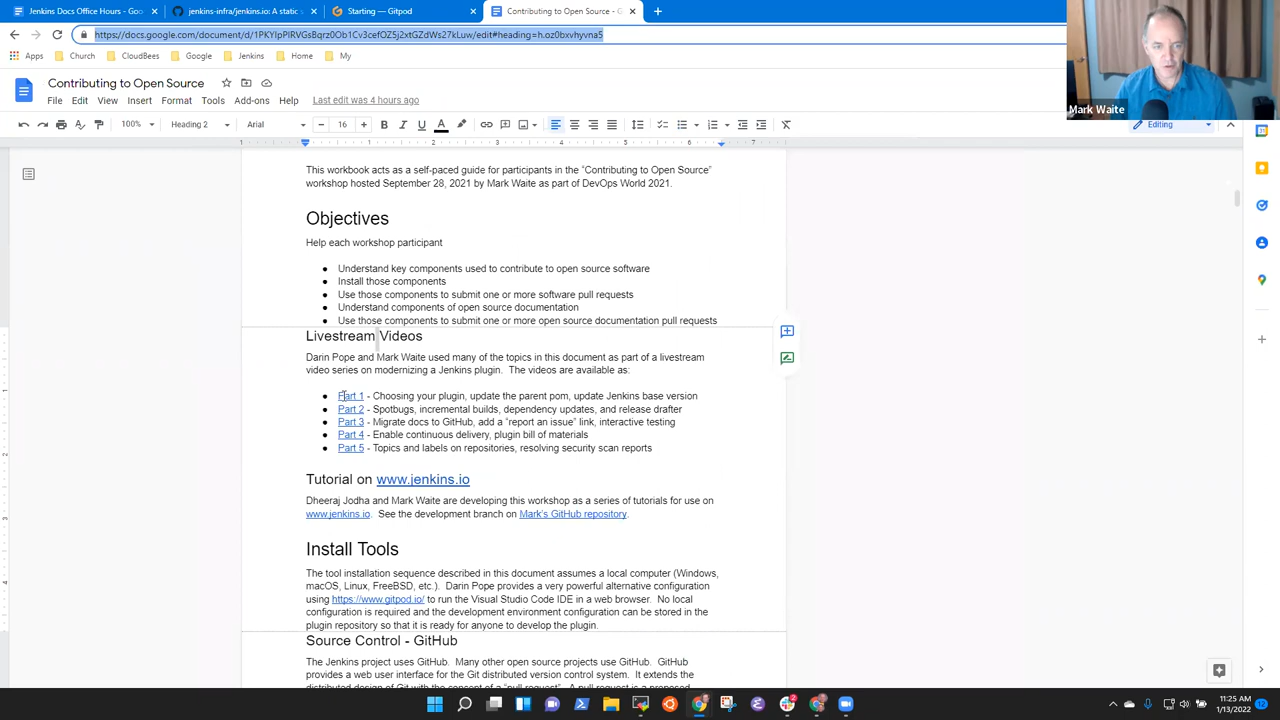 Jenkins Docs Office Hours - Goo
jenkins-infra/jenkins.io: A static s
Starting — Gitpod
Contributing to Open Source - G
https://docs.google.com/document/d/1PKYIpPlRVGsBqrz0Ob1Cv3cefOZ5j2xtGZdWs27kLuw/edit#heading=h.oz0bxvhyvna5
Apps
Church
CloudBees
Google
Jenkins
Home
My
Mark Waite
Contributing to Open Source
File Edit View Insert Format Tools Add-ons Help Last edit was 4 hours ago
100% Heading 2 Arial 16 Editing
This workbook acts as a self-paced guide for participants in the "Contributing to Open Source"
workshop hosted September 28, 2021 by Mark Waite as part of DevOps World 2021.
Objectives
Help each workshop participant
● Understand key components used to contribute to open source software
● Install those components
● Use those components to submit one or more software pull requests
● Understand components of open source documentation
● Use those components to submit one or more open source documentation pull requests
Livestream Videos
Darin Pope and Mark Waite used many of the topics in this document as part of a livestream
video series on modernizing a Jenkins plugin. The videos are available as:
● Part 1 - Choosing your plugin, update the parent pom, update Jenkins base version
● Part 2 - Spotbugs, incremental builds, dependency updates, and release drafter
● Part 3 - Migrate docs to GitHub, add a "report an issue" link, interactive testing
● Part 4 - Enable continuous delivery, plugin bill of materials
● Part 5 - Topics and labels on repositories, resolving security scan reports
Tutorial on www.jenkins.io
Dheeraj Jodha and Mark Waite are developing this workshop as a series of tutorials for use on
www.jenkins.io. See the development branch on Mark's GitHub repository.
Install Tools
The tool installation sequence described in this document assumes a local computer (Windows,
macOS, Linux, FreeBSD, etc.). Darin Pope provides a very powerful alternative configuration
using https://www.gitpod.io/ to run the Visual Studio Code IDE in a web browser. No local
configuration is required and the development environment configuration can be stored in the
plugin repository so that it is ready for anyone to develop the plugin.
Source Control - GitHub
The Jenkins project uses GitHub. Many other open source projects use GitHub. GitHub
provides a web user interface for the Git distributed version control system. It extends the
distributed design of Git with the concept of a "pull request". A pull request is a proposed
11:25 AM
1/13/2022